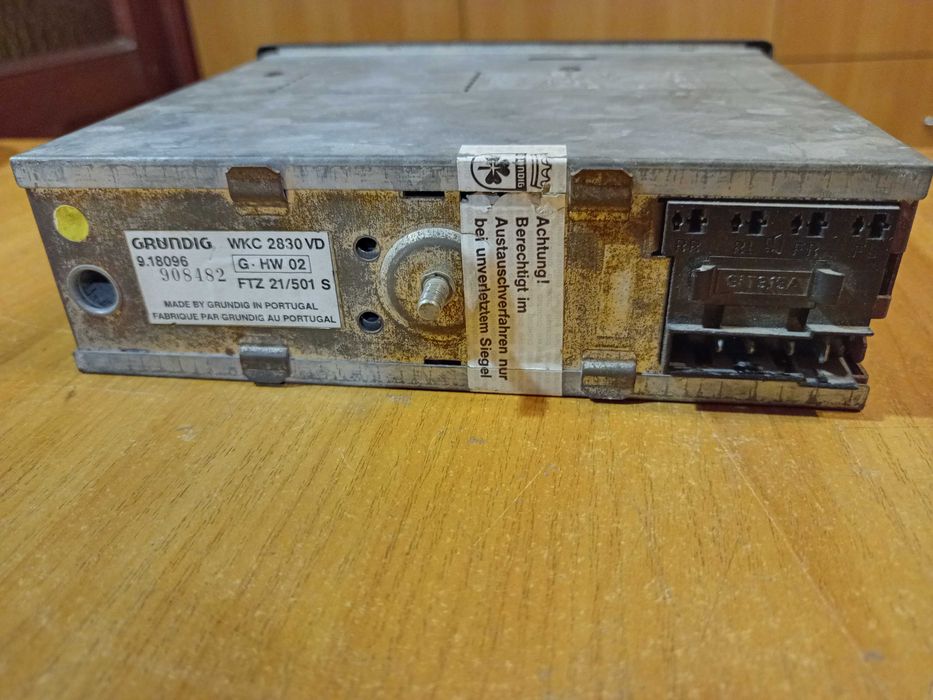 GRUNDIG WKC 2830 VD
9.18096 G·HW 02
908482 FTZ 21/501 S
MADE BY GRUNDIG IN PORTUGAL
FABRIQUE PAR GRUNDIG AU PORTUGAL
Achtung!
Berechtigt im
Austauschverfahren nur
bei unverletztem Siegel
RR